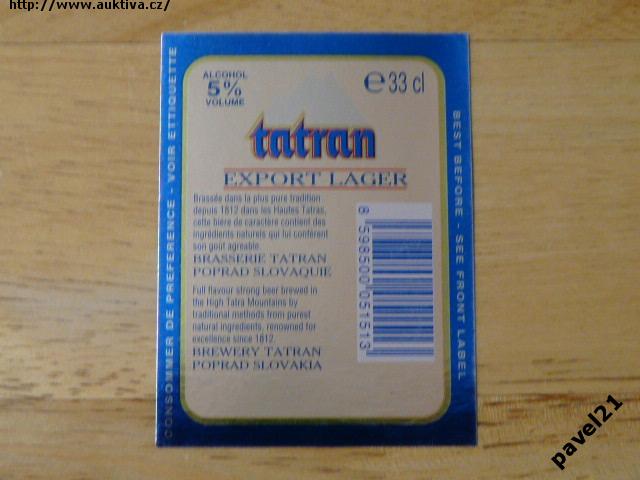 http://www.auktiva.cz/
CONSOMMER DE PREFERENCE - VOIR ETTIQUETTE
ALCOHOL
5%
VOLUME
e 33 cl
tatran
EXPORT LAGER
Brassée dans la plus pure tradition
depuis 1812 dans les Hautes Tatras,
cette bière de caractère contient des
ingrédients naturels qui lui confèrent
son gout agreable.
BRASSERIE TATRAN
POPRAD SLOVAQUIE
Full flavour strong beer brewed in
the High Tatra Mountains by
traditional methods from purest
natural ingredients, renowned for
excellence since 1812.
BREWERY TATRAN
POPRAD SLOVAKIA
8 598500 051513
BEST BEFORE - SEE FRONT LABEL
pavel21